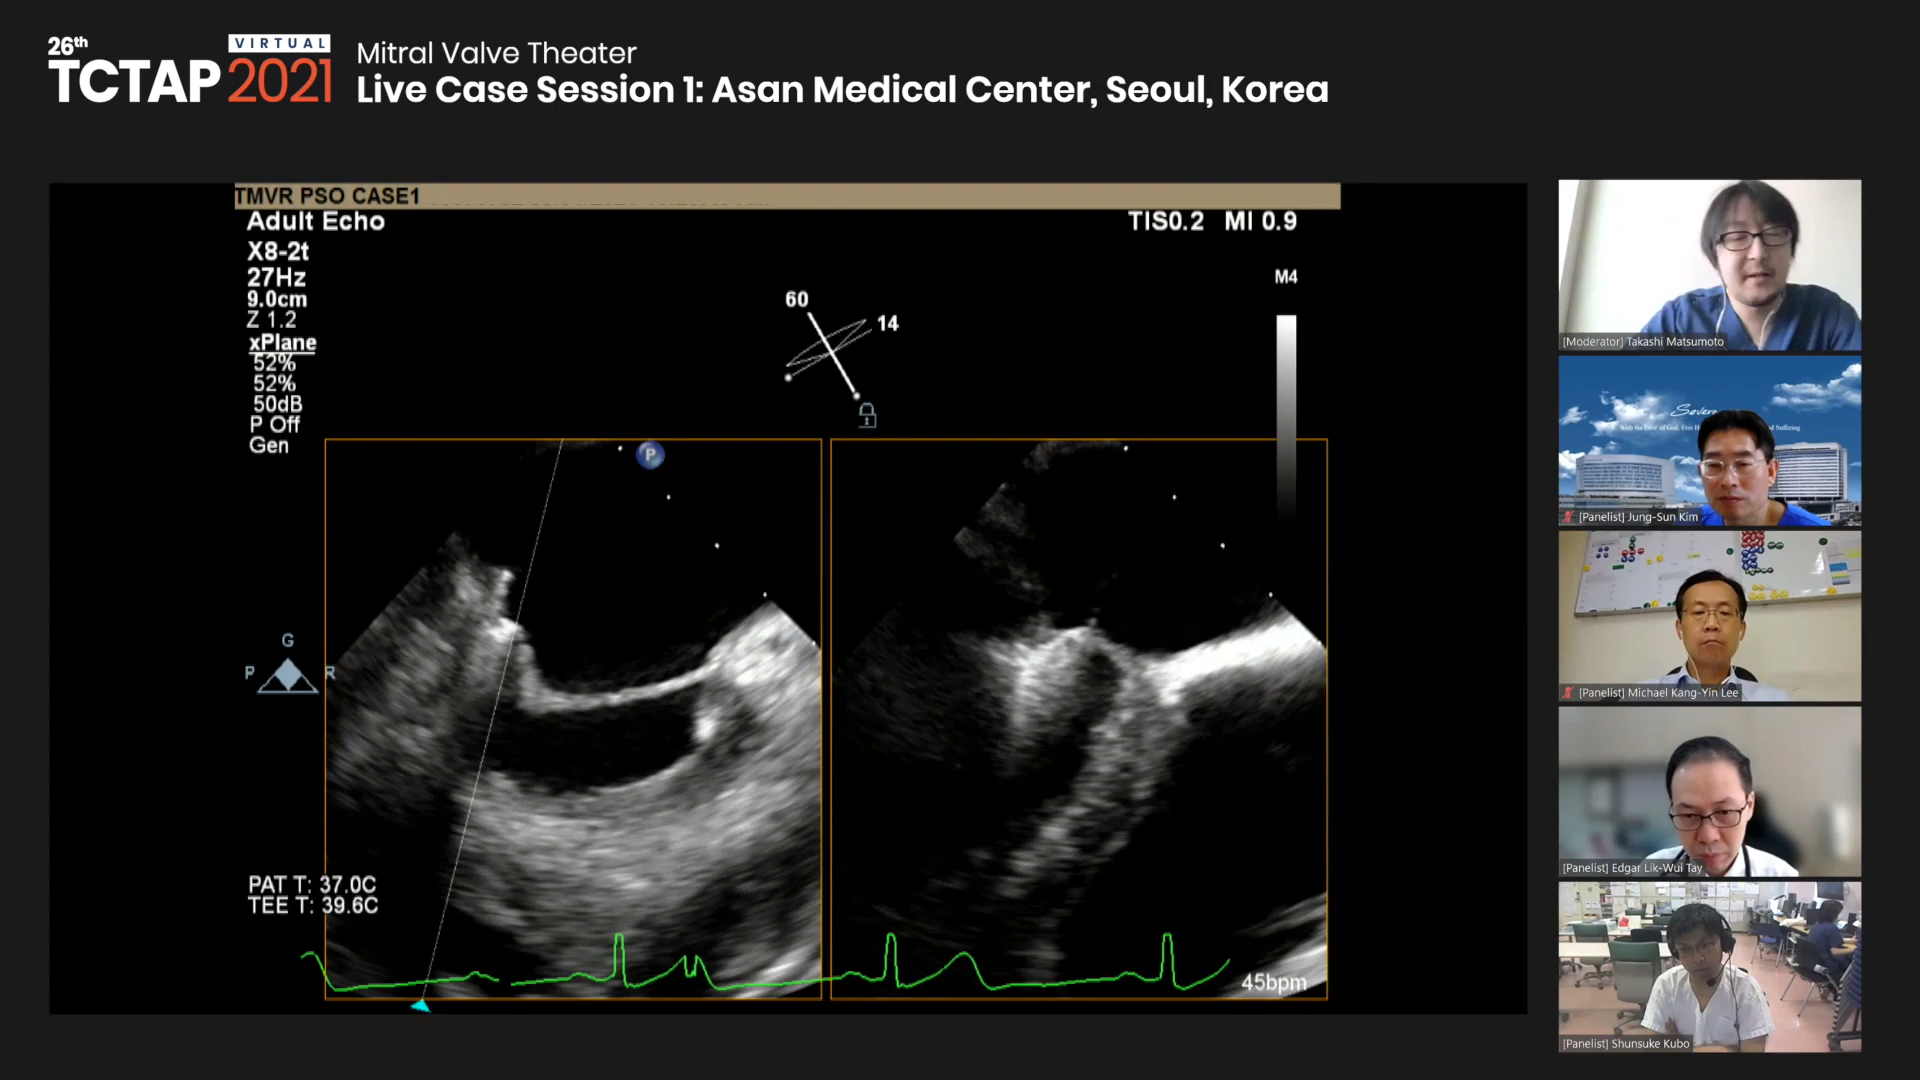 26th
VIRTUAL
TCTAP 2021
Mitral Valve Theater
Live Case Session 1: Asan Medical Center, Seoul, Korea
TMVR PSO CASE1
Adult Echo
TIS0.2 MI 0.9
X8-2t
27Hz
9.0cm
Z 1.2
xPlane
52%
52%
50dB
P Off
Gen
M4
60
14
P
G
P R
PAT T: 37.0C
TEE T: 39.6C
45bpm
[Moderator] Takashi Matsumoto
[Panelist] Jung-Sun Kim
[Panelist] Michael Kang-Yin Lee
[Panelist] Edgar Lik-Wui Tay
[Panelist] Shunsuke Kubo